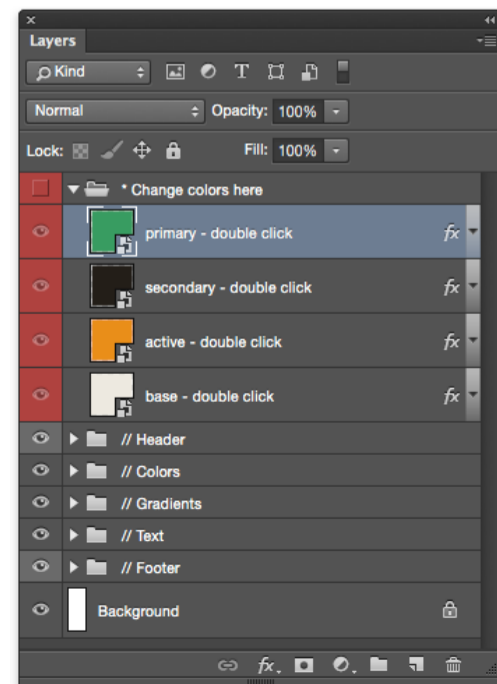 Layers
Kind
Normal Opacity: 100%
Lock: Fill: 100%
* Change colors here
primary - double click fx
secondary - double click fx
active - double click fx
base - double click fx
// Header
// Colors
// Gradients
// Text
// Footer
Background
fx.